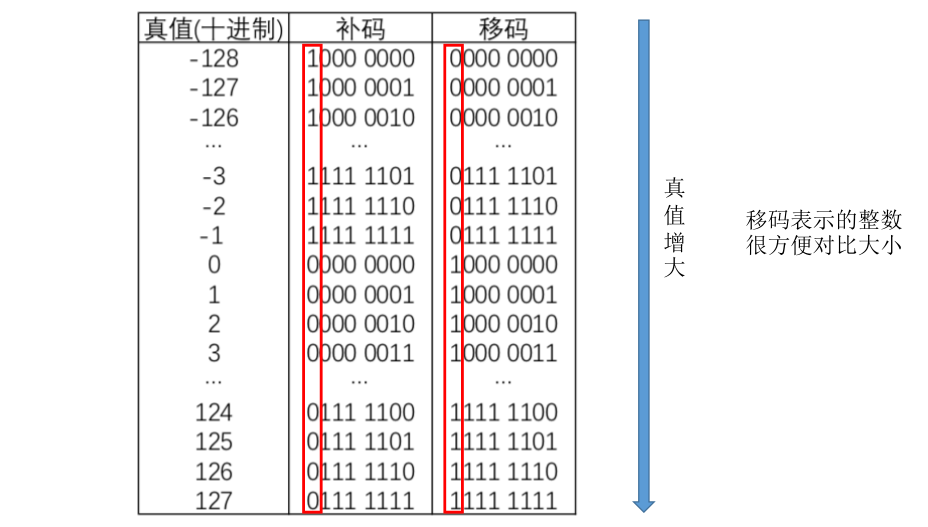 真值(十进制) 补码 移码
-128 1000 0000 0000 0000
-127 1000 0001 0000 0001
-126 1000 0010 0000 0010
... ... ...
-3 1111 1101 0111 1101
-2 1111 1110 0111 1110
-1 1111 1111 0111 1111
0 0000 0000 1000 0000
1 0000 0001 1000 0001
2 0000 0010 1000 0010
3 0000 0011 1000 0011
... ... ...
124 0111 1100 1111 1100
125 0111 1101 1111 1101
126 0111 1110 1111 1110
127 0111 1111 1111 1111
真
值
增
大
移码表示的整数
很方便对比大小